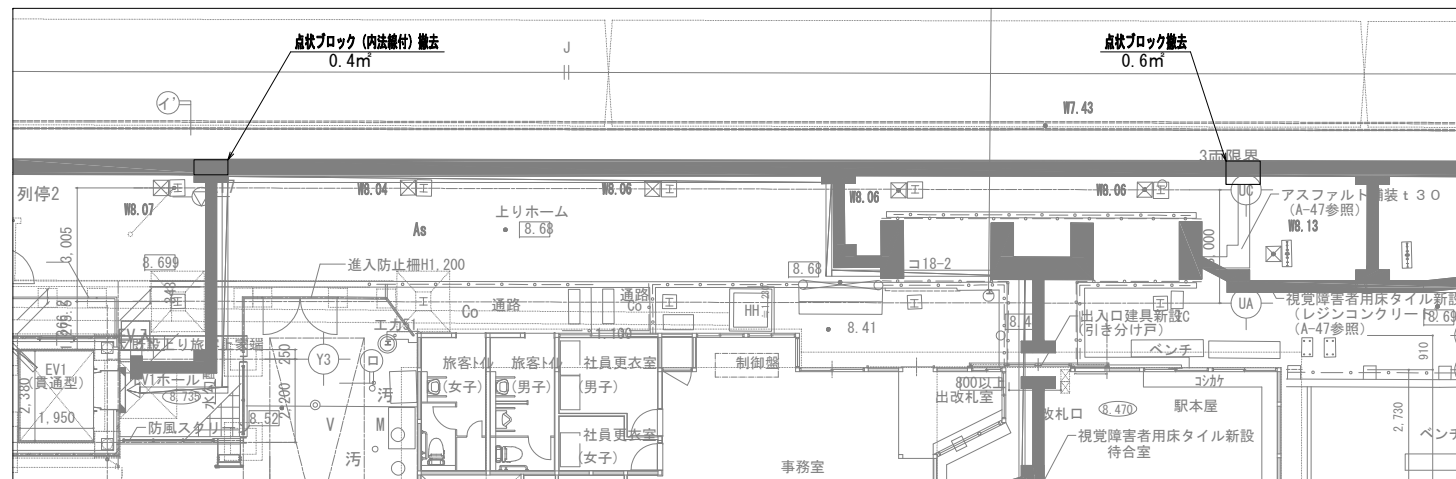 点状ブロック（内法線付）撤去
0.4㎡
点状ブロック撤去
0.6㎡
J
イ'
W7.43
3両限界
列停2
W8.07
W8.04
W8.06
W8.06
W8.06
UC
アスファルト舗装t30
(A-47参照)
W8.13
上りホーム
8.68
As
3,005
8.699
進入防止柵H1,200
8.68
コ18-2
通路
通路
Co
HH
8.41
UA
視覚障害者用床タイル新設
(レジンコンクリート
(A-47参照)
出入口建具新設
(引き分け戸)
ベンチ
910
EV1
(貫通型)
2,380
1,950
EV1ホール
8.735
Y3
250
2,200
8.52
防風スクリーン
V
汚
汚
M
1,100
旅客トイレ
(女子)
旅客トイレ
(男子)
社員更衣室
(男子)
社員更衣室
(女子)
制御盤
事務室
出改札室
800以上
改札口
8.470
コシカケ
駅本屋
視覚障害者用床タイル新設
待合室
2,730
ベンチ